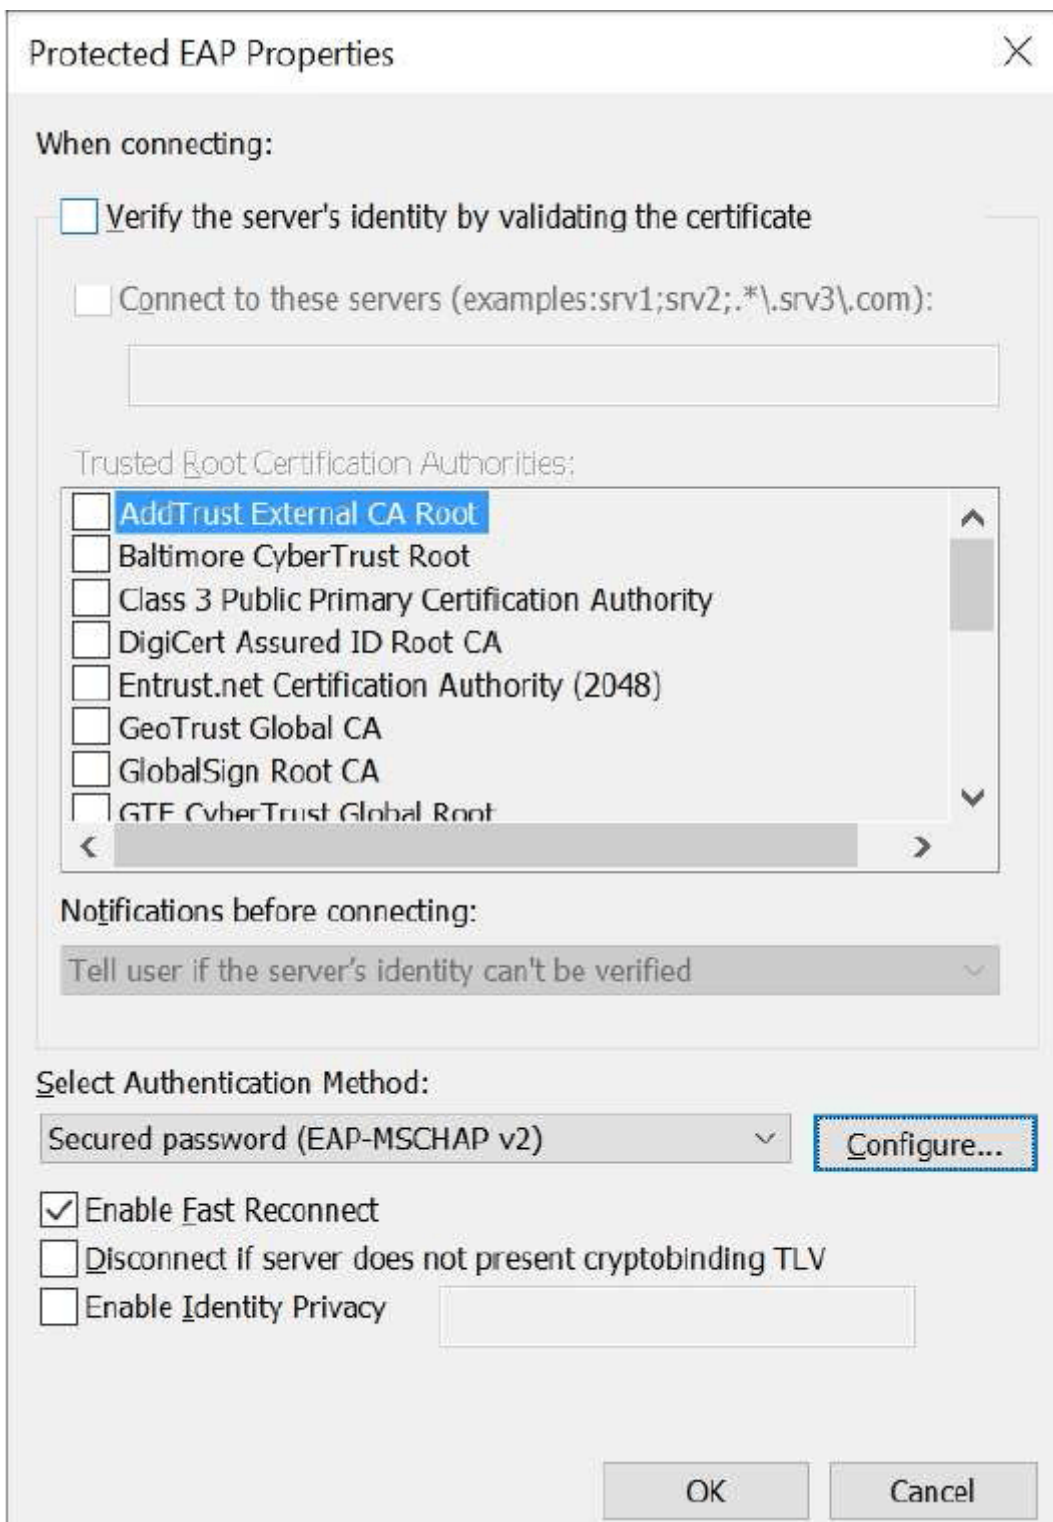 Protected EAP Properties
When connecting:
Verify the server's identity by validating the certificate
Connect to these servers (examples:srv1;srv2;.*\.srv3\.com):
Trusted Root Certification Authorities:
AddTrust External CA Root
Baltimore CyberTrust Root
Class 3 Public Primary Certification Authority
DigiCert Assured ID Root CA
Entrust.net Certification Authority (2048)
GeoTrust Global CA
GlobalSign Root CA
GTE CyberTrust Global Root
Notifications before connecting:
Tell user if the server's identity can't be verified
Select Authentication Method:
Secured password (EAP-MSCHAP v2)
Configure...
Enable Fast Reconnect
Disconnect if server does not present cryptobinding TLV
Enable Identity Privacy
OK Cancel